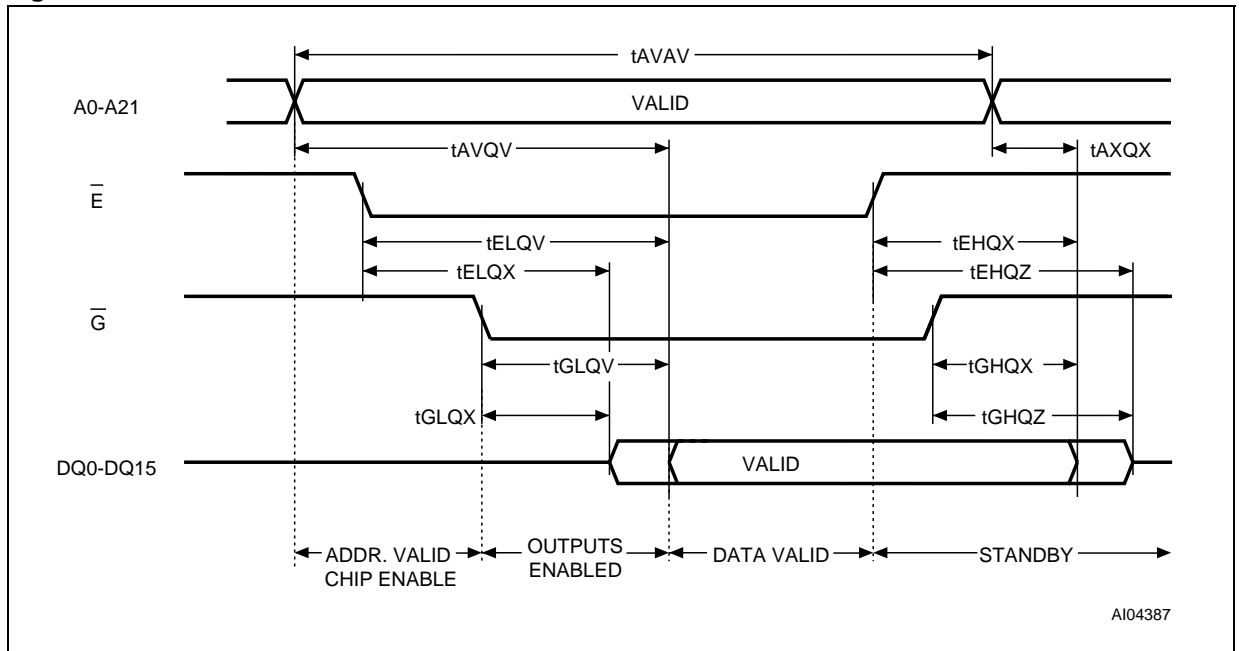 tAVAV
A0-A21
VALID
tAVQV
tAXQX
E
tELQV
tEHQX
tELQX
tEHQZ
G
tGLQV
tGHQX
tGLQX
tGHQZ
DQ0-DQ15
VALID
ADDR. VALID
CHIP ENABLE
OUTPUTS
ENABLED
DATA VALID
STANDBY
AI04387